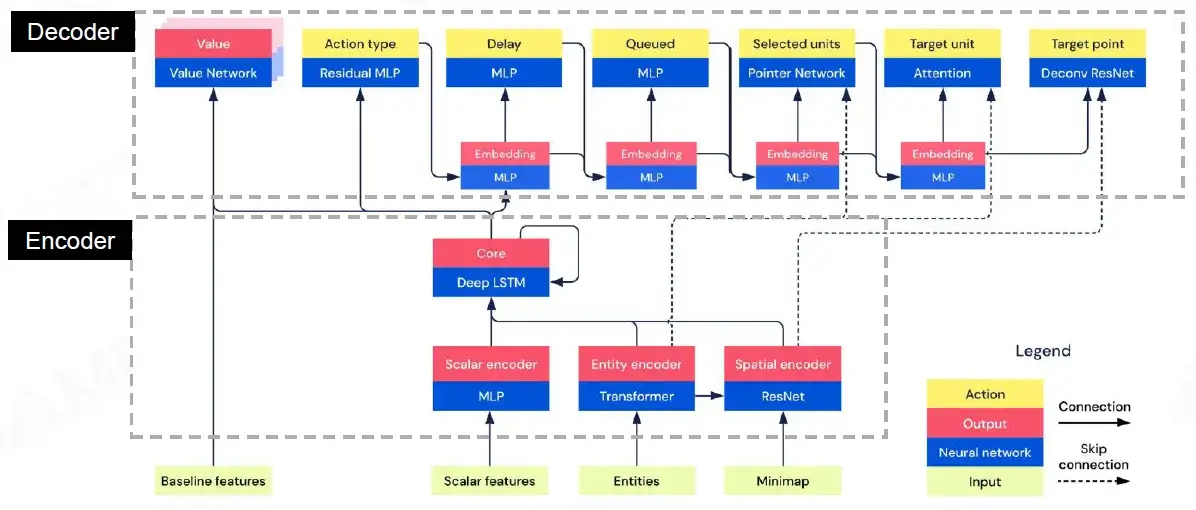 Decoder
Value
Value Network
Action type
Residual MLP
Delay
MLP
Queued
MLP
Selected units
Pointer Network
Target unit
Attention
Target point
Deconv ResNet
Embedding
MLP
Embedding
MLP
Embedding
MLP
Embedding
MLP
Encoder
Core
Deep LSTM
Scalar encoder
MLP
Entity encoder
Transformer
Spatial encoder
ResNet
Baseline features
Scalar features
Entities
Minimap
Legend
Action
Output
Neural network
Input
Connection
Skip
connection